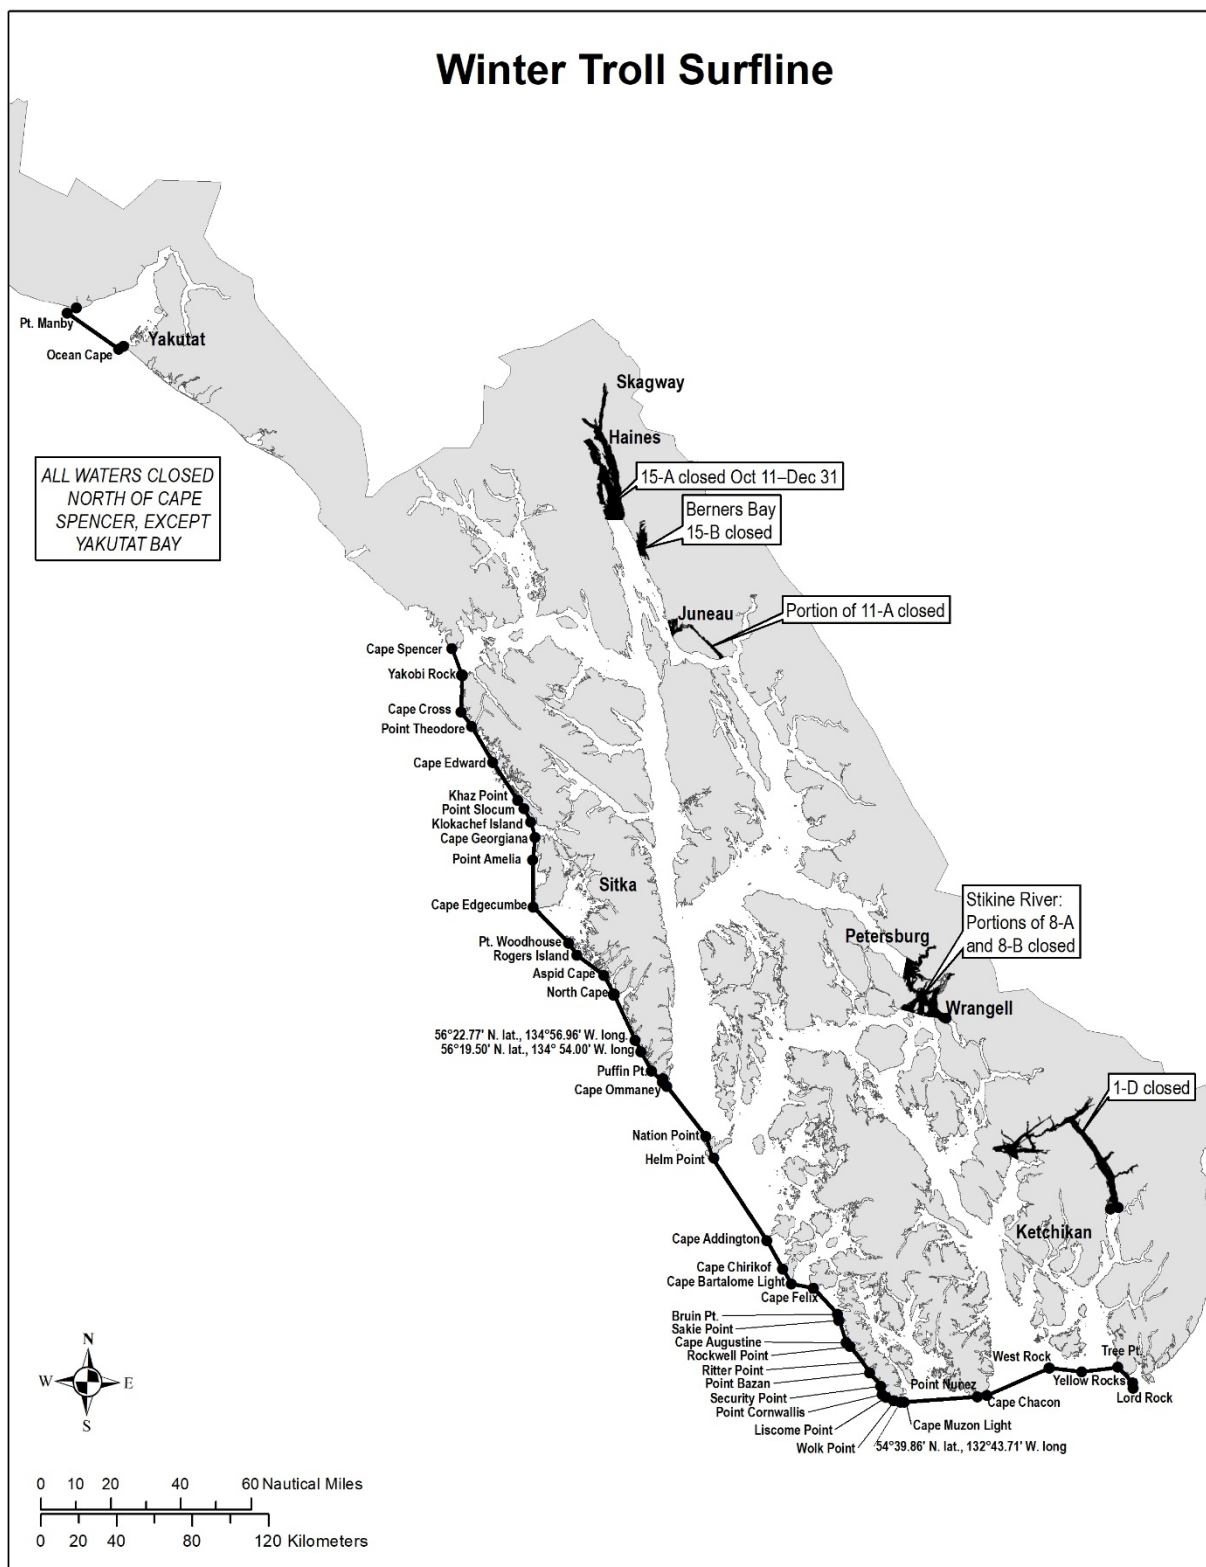 Winter Troll Surfline
Pt. Manby
Yakutat
Ocean Cape
Skagway
Haines
ALL WATERS CLOSED
NORTH OF CAPE
SPENCER, EXCEPT
YAKUTAT BAY
15-A closed Oct 11–Dec 31
Berners Bay
15-B closed
Juneau
Portion of 11-A closed
Cape Spencer
Yakobi Rock
Cape Cross
Point Theodore
Cape Edward
Khaz Point
Point Slocum
Klokachef Island
Cape Georgiana
Point Amelia
Sitka
Cape Edgecumbe
Stikine River:
Portions of 8-A
and 8-B closed
Petersburg
Pt. Woodhouse
Rogers Island
Aspid Cape
North Cape
Wrangell
56°22.77' N. lat., 134°56.96' W. long.
56°19.50' N. lat., 134° 54.00' W. long
Puffin Pt.
Cape Ommaney
1-D closed
Nation Point
Helm Point
Ketchikan
Cape Addington
Cape Chirikof
Cape Bartalome Light
Cape Felix
Bruin Pt.
Sakie Point
Cape Augustine
Rockwell Point
Ritter Point
Point Bazan
Security Point
Point Cornwallis
Liscome Point
Wolk Point
Point Nunez
West Rock
Tree Pt.
Yellow Rocks
Lord Rock
Cape Chacon
Cape Muzon Light
54°39.86' N. lat., 132°43.71' W. long
N
W
E
S
0 10 20 40 60 Nautical Miles
0 20 40 80 120 Kilometers